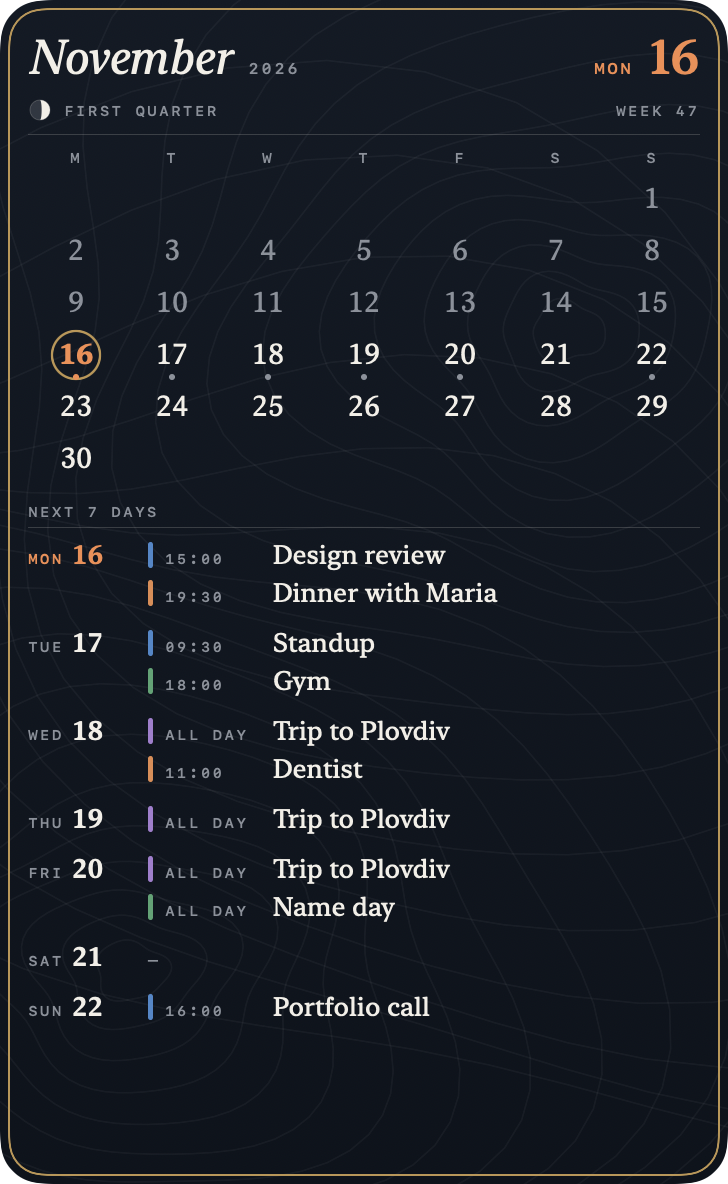 November 2026 MON 16
FIRST QUARTER WEEK 47
M T W T F S S
1
2 3 4 5 6 7 8
9 10 11 12 13 14 15
16 17 18 19 20 21 22
23 24 25 26 27 28 29
30
NEXT 7 DAYS
MON 16 15:00 Design review
19:30 Dinner with Maria
TUE 17 09:30 Standup
18:00 Gym
WED 18 ALL DAY Trip to Plovdiv
11:00 Dentist
THU 19 ALL DAY Trip to Plovdiv
FRI 20 ALL DAY Trip to Plovdiv
ALL DAY Name day
SAT 21 –
SUN 22 16:00 Portfolio call